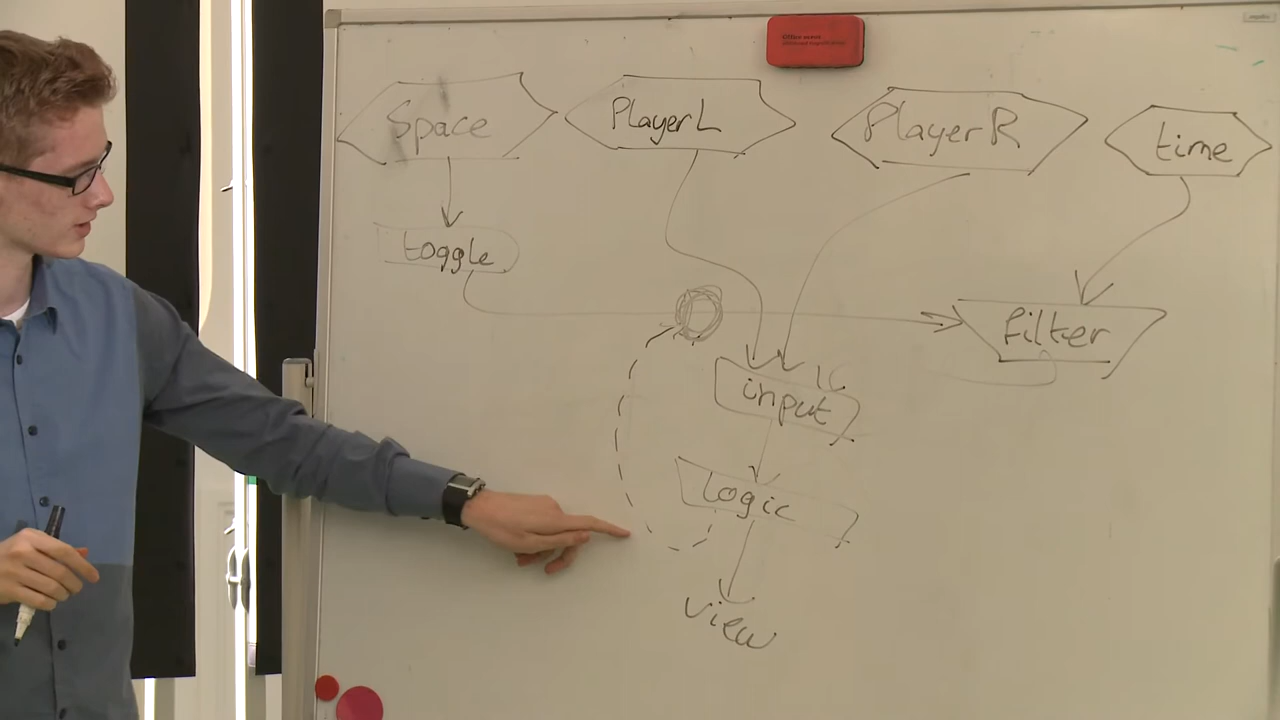 Space
PlayerL
PlayerR
time
toggle
filter
input
Logic
view